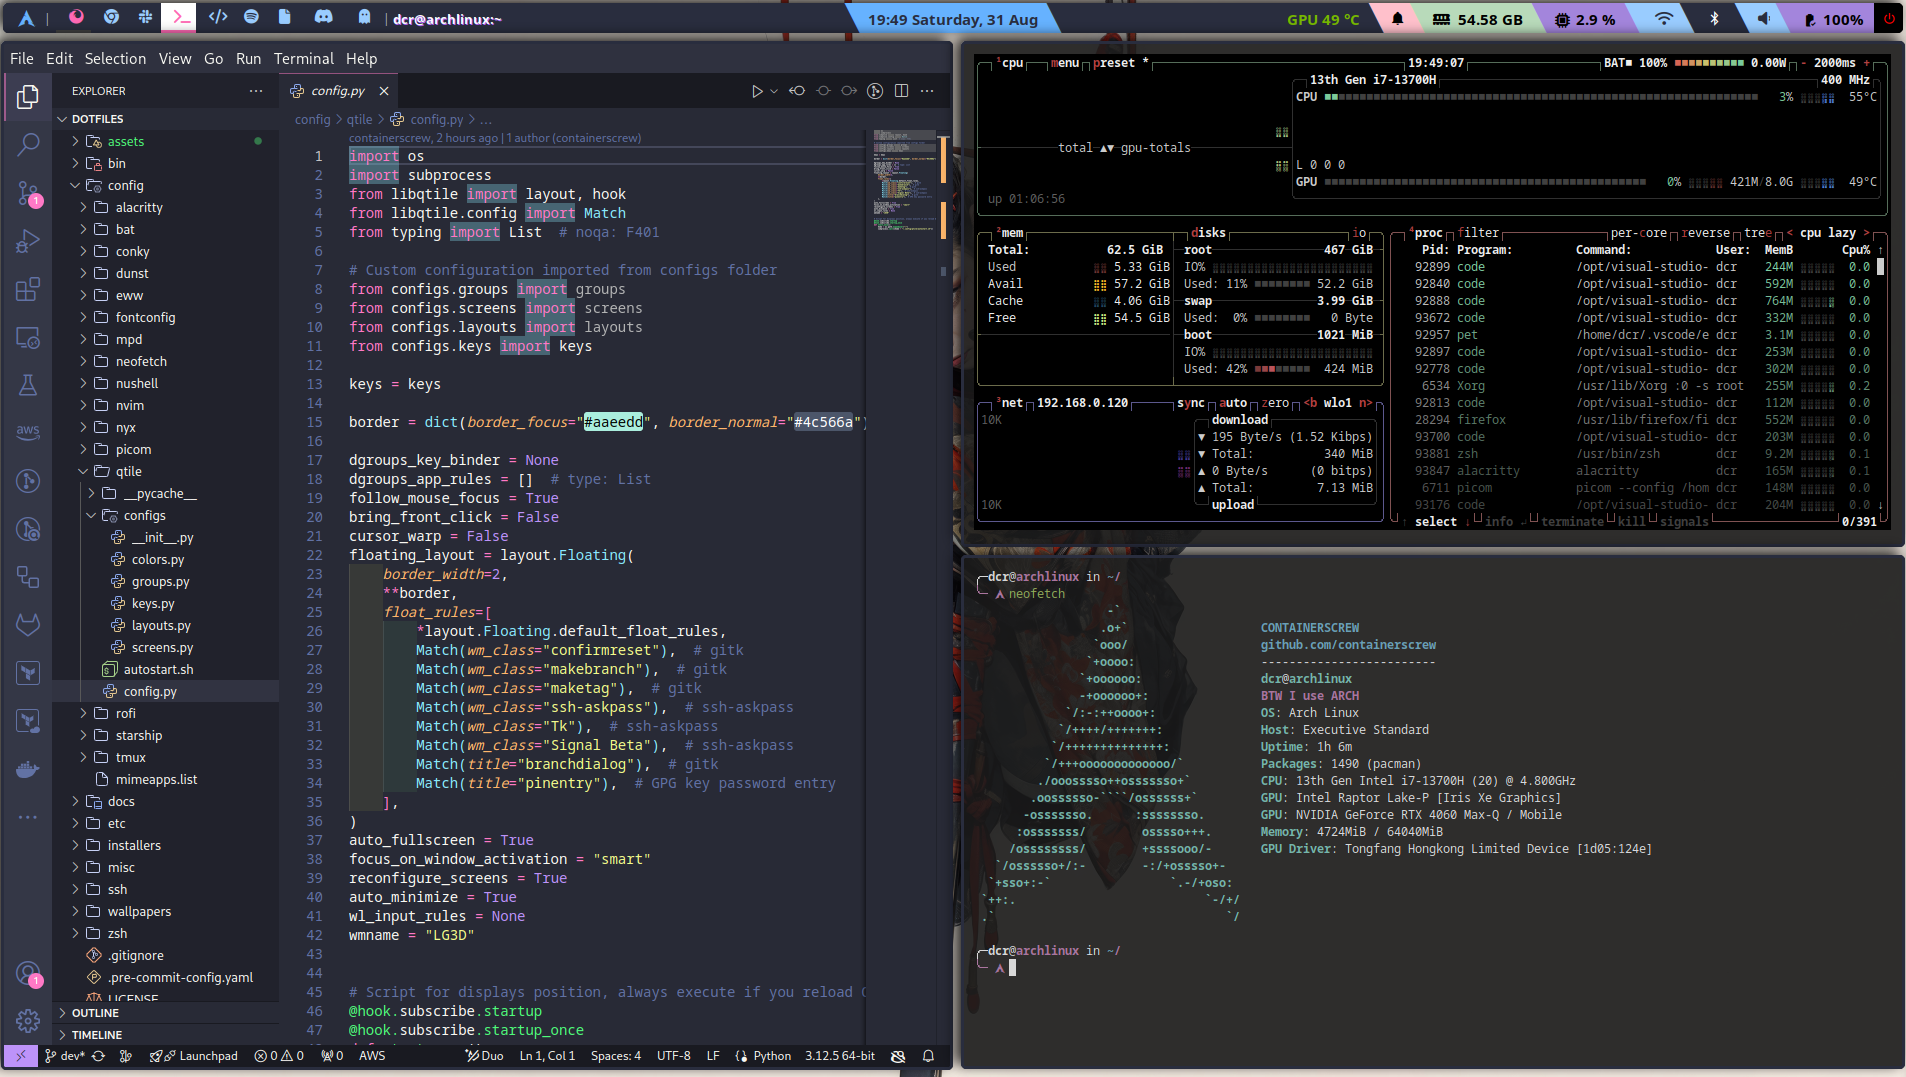 dcr@archlinux:~
19:49 Saturday, 31 Aug
GPU 49 °C
54.58 GB
2.9 %
100%
File Edit Selection View Go Run Terminal Help
EXPLORER
DOTFILES
assets
bin
config
alacritty
bat
conky
dunst
eww
fontconfig
mpd
neofetch
nushell
nvim
nyx
picom
qtile
__pycache__
configs
__init__.py
colors.py
groups.py
keys.py
layouts.py
screens.py
autostart.sh
config.py
rofi
starship
tmux
mimeapps.list
docs
etc
installers
misc
ssh
wallpapers
zsh
.gitignore
.pre-commit-config.yaml
LICENSE
OUTLINE
TIMELINE
aws
1
1
config.py
config > qtile > config.py > ...
containerscrew, 2 hours ago | 1 author (containerscrew)
1 import os
2 import subprocess
3 from libqtile import layout, hook
4 from libqtile.config import Match
5 from typing import List  # noqa: F401
6
7 # Custom configuration imported from configs folder
8 from configs.groups import groups
9 from configs.screens import screens
10 from configs.layouts import layouts
11 from configs.keys import keys
12
13 keys = keys
14
15 border = dict(border_focus="#aaeedd", border_normal="#4c566a")
16
17 dgroups_key_binder = None
18 dgroups_app_rules = []  # type: List
19 follow_mouse_focus = True
20 bring_front_click = False
21 cursor_warp = False
22 floating_layout = layout.Floating(
23 border_width=2,
24 **border,
25 float_rules=[
26 *layout.Floating.default_float_rules,
27 Match(wm_class="confirmreset"),  # gitk
28 Match(wm_class="makebranch"),  # gitk
29 Match(wm_class="maketag"),  # gitk
30 Match(wm_class="ssh-askpass"),  # ssh-askpass
31 Match(wm_class="Tk"),  # ssh-askpass
32 Match(wm_class="Signal Beta"),  # ssh-askpass
33 Match(title="branchdialog"),  # gitk
34 Match(title="pinentry"),  # GPG key password entry
35 ],
36 )
37 auto_fullscreen = True
38 focus_on_window_activation = "smart"
39 reconfigure_screens = True
40 auto_minimize = True
41 wl_input_rules = None
42 wmname = "LG3D"
43
44
45 # Script for displays position, always execute if you reload
46 @hook.subscribe.startup
47 @hook.subscribe.startup_once
dev* Launchpad 0 0 0 AWS Duo Ln 1, Col 1 Spaces: 4 UTF-8 LF Python 3.12.5 64-bit
1cpu menu preset * 19:49:07 BAT■ 100% 0.00W - 2000ms +
13th Gen i7-13700H 400 MHz
CPU 3% 55°C
total ▲▼ gpu-totals
L 0 0 0
GPU 0% 421M/8.0G 49°C
up 01:06:56
2mem
Total: 62.5 GiB
Used 5.33 GiB
Avail 57.2 GiB
Cache 4.06 GiB
Free 54.5 GiB
disks io
root 467 GiB
IO%
Used: 11% 52.2 GiB
swap 3.99 GiB
Used: 0% 0 Byte
boot 1021 MiB
IO%
Used: 42% 424 MiB
3net 192.168.0.120 sync auto zero <b wlo1 n>
10K
download
▼ 195 Byte/s (1.52 Kibps)
▼ Total: 340 MiB
▲ 0 Byte/s (0 bitps)
▲ Total: 7.13 MiB
upload
10K
4proc filter per-core reverse tree < cpu lazy >
Pid: Program: Command: User: MemB Cpu% ↑
92899 code /opt/visual-studio- dcr 244M 0.0
92840 code /opt/visual-studio- dcr 592M 0.0
92888 code /opt/visual-studio- dcr 764M 0.0
93672 code /opt/visual-studio- dcr 332M 0.0
92957 pet /home/dcr/.vscode/e dcr 3.1M 0.0
92897 code /opt/visual-studio- dcr 253M 0.0
92778 code /opt/visual-studio- dcr 302M 0.0
6534 Xorg /usr/lib/Xorg :0 -s root 255M 0.2
92813 code /opt/visual-studio- dcr 112M 0.0
28294 firefox /usr/lib/firefox/fi dcr 552M 0.0
93700 code /opt/visual-studio- dcr 203M 0.0
93881 zsh /usr/bin/zsh dcr 9.2M 0.1
93847 alacritty alacritty dcr 165M 0.1
6711 picom picom --config /hom dcr 148M 0.0
93176 code /opt/visual-studio- dcr 204M 0.0 ↓
↑ select ↓ info ↵ terminate kill signals 0/391
dcr@archlinux in ~/
neofetch
CONTAINERSCREW
github.com/containerscrew
-------------------------
dcr@archlinux
BTW I use ARCH
OS: Arch Linux
Host: Executive Standard
Uptime: 1h 6m
Packages: 1490 (pacman)
CPU: 13th Gen Intel i7-13700H (20) @ 4.800GHz
GPU: Intel Raptor Lake-P [Iris Xe Graphics]
GPU: NVIDIA GeForce RTX 4060 Max-Q / Mobile
Memory: 4724MiB / 64040MiB
GPU Driver: Tongfang Hongkong Limited Device [1d05:124e]
dcr@archlinux in ~/